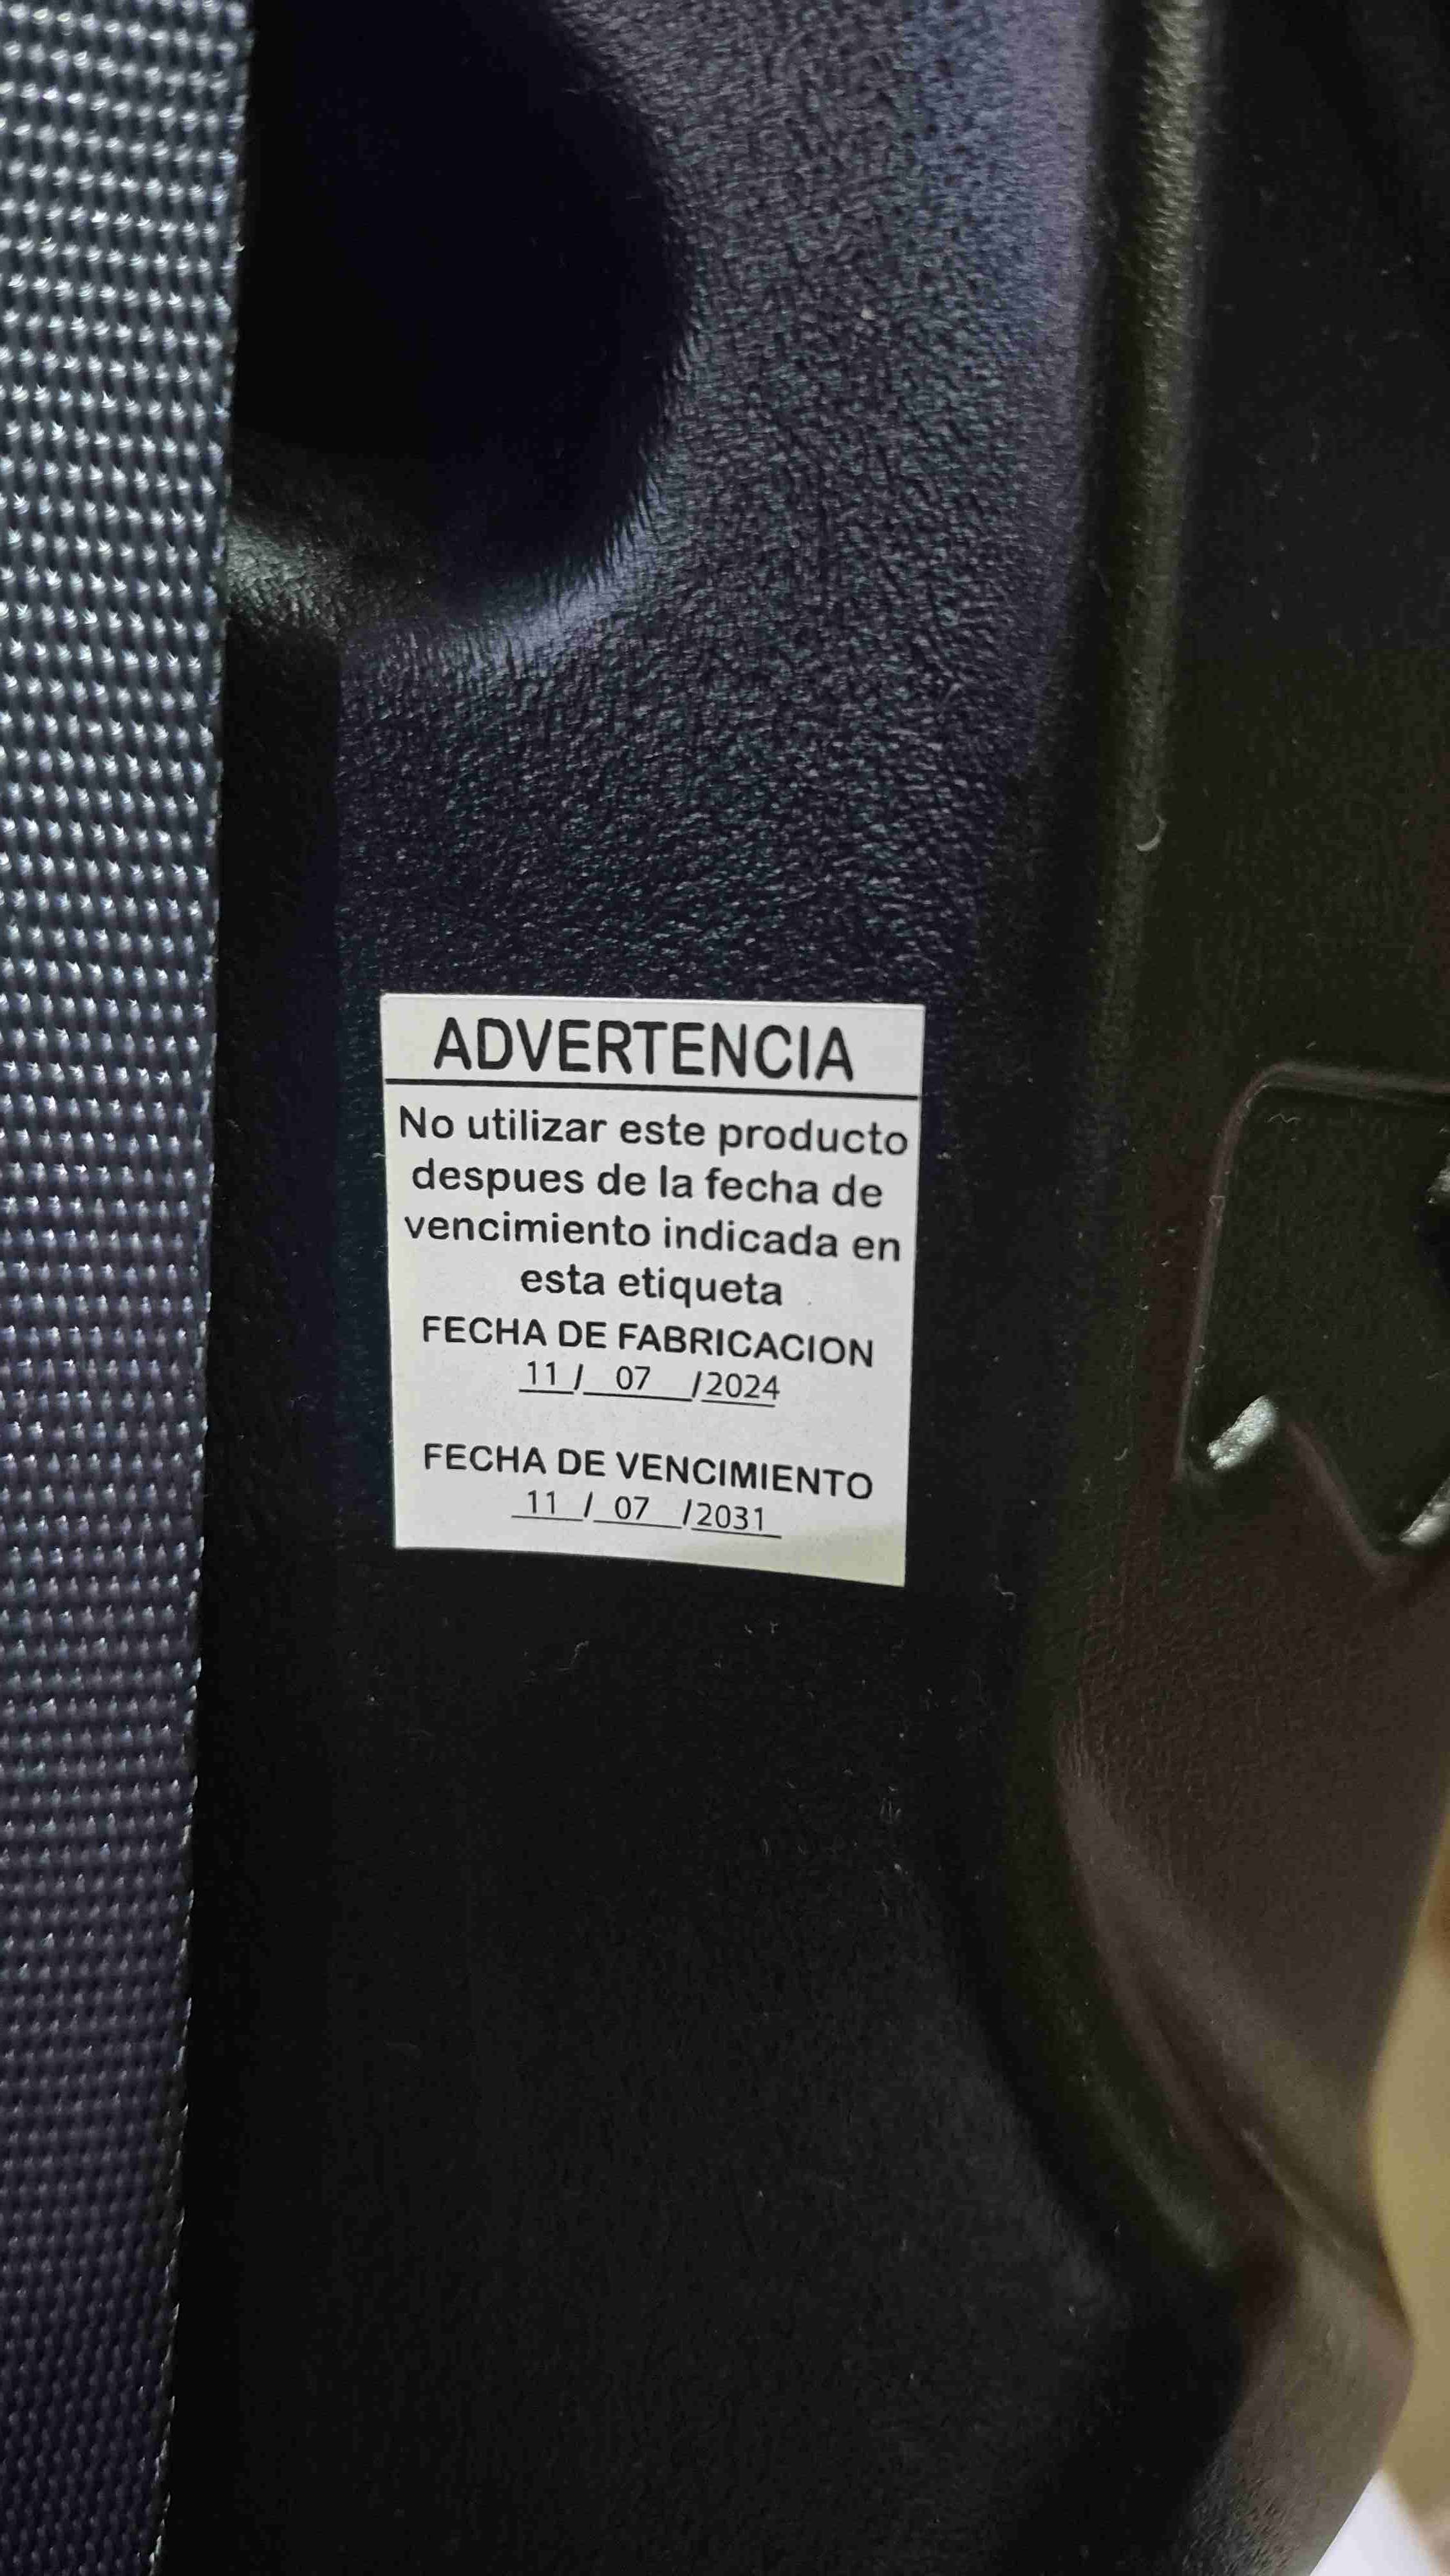 ADVERTENCIA
No utilizar este producto
despues de la fecha de
vencimiento indicada en
esta etiqueta
FECHA DE FABRICACION
11 / 07 /2024
FECHA DE VENCIMIENTO
11 / 07 /2031